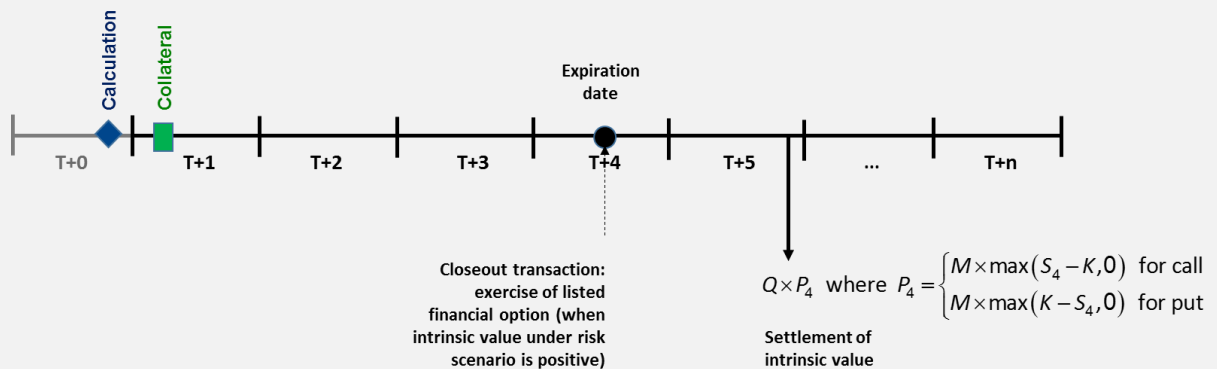 Calculation
Collateral
Expiration
date
T+0
T+1
T+2
T+3
T+4
T+5
...
T+n
Closeout transaction:
exercise of listed
financial option (when
intrinsic value under risk
scenario is positive)
Q×P₄ where P₄ = { M×max(S₄−K,0) for call
M×max(K−S₄,0) for put
Settlement of
intrinsic value